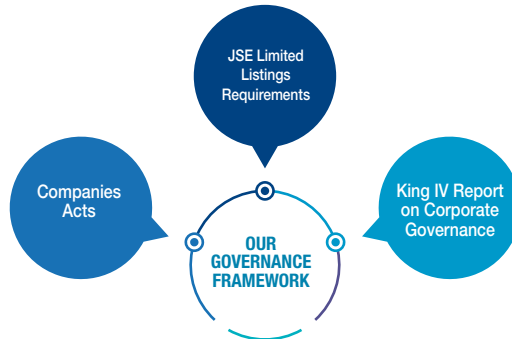 JSE Limited
Listings
Requirements
Companies
Acts
King IV Report
on Corporate
Governance
OUR
GOVERNANCE
FRAMEWORK